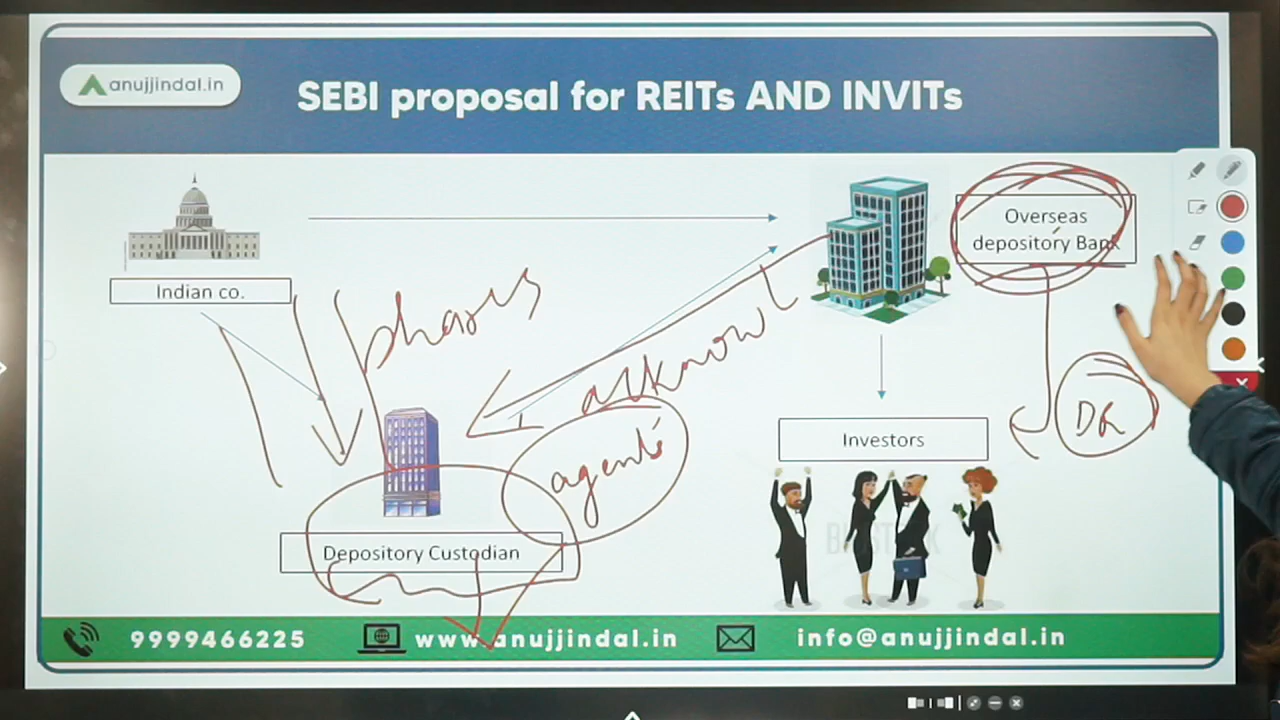 anujjindal.in
SEBI proposal for REITs AND INVITs
Overseas
depository Bank
Indian co.
shares
acknowl
DR
Investors
agent
Depository Custodian
9999466225
www.anujjindal.in
info@anujjindal.in